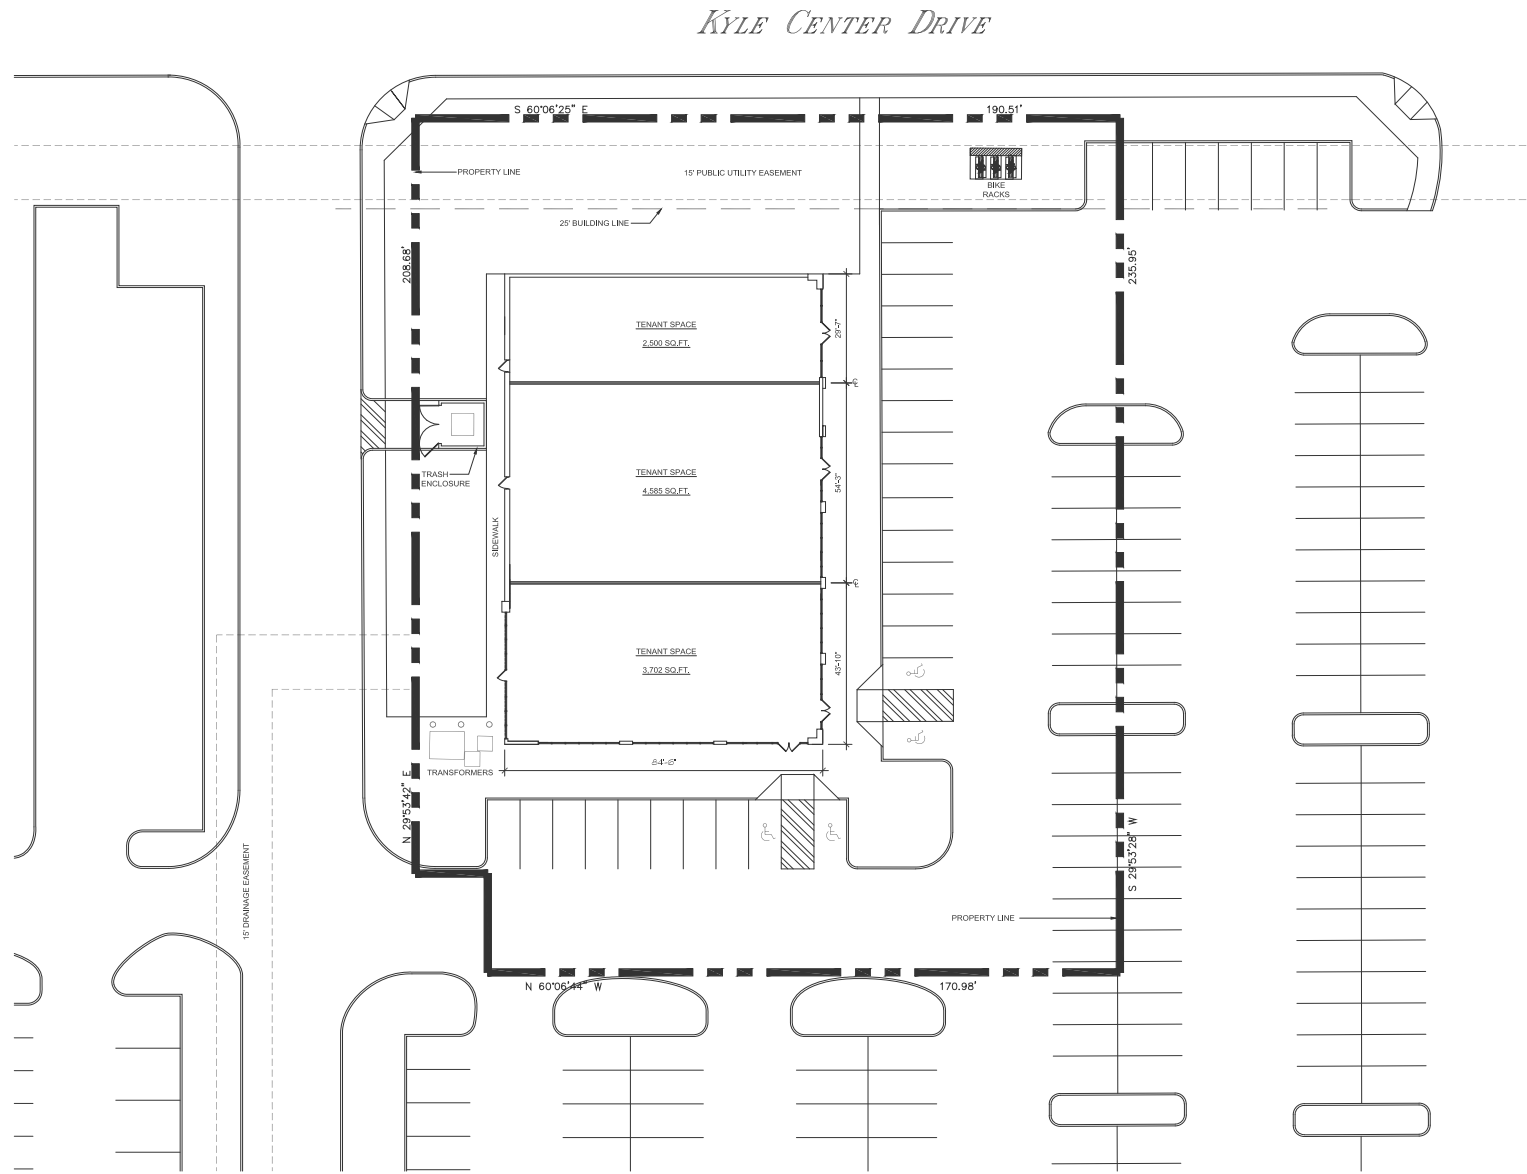 KYLE CENTER DRIVE
S 60°06'25" E
190.51'
PROPERTY LINE
15' PUBLIC UTILITY EASEMENT
BIKE
RACKS
25' BUILDING LINE
208.68'
235.95'
TENANT SPACE
2,500 SQ.FT.
29'-7"
TRASH
ENCLOSURE
TENANT SPACE
4,585 SQ.FT.
54'-3"
SIDEWALK
TENANT SPACE
3,702 SQ.FT.
43'-10"
84'-6"
TRANSFORMERS
N 29°53'42" E
S 29°53'28" W
15' DRAINAGE EASEMENT
PROPERTY LINE
N 60°06'44" W
170.98'